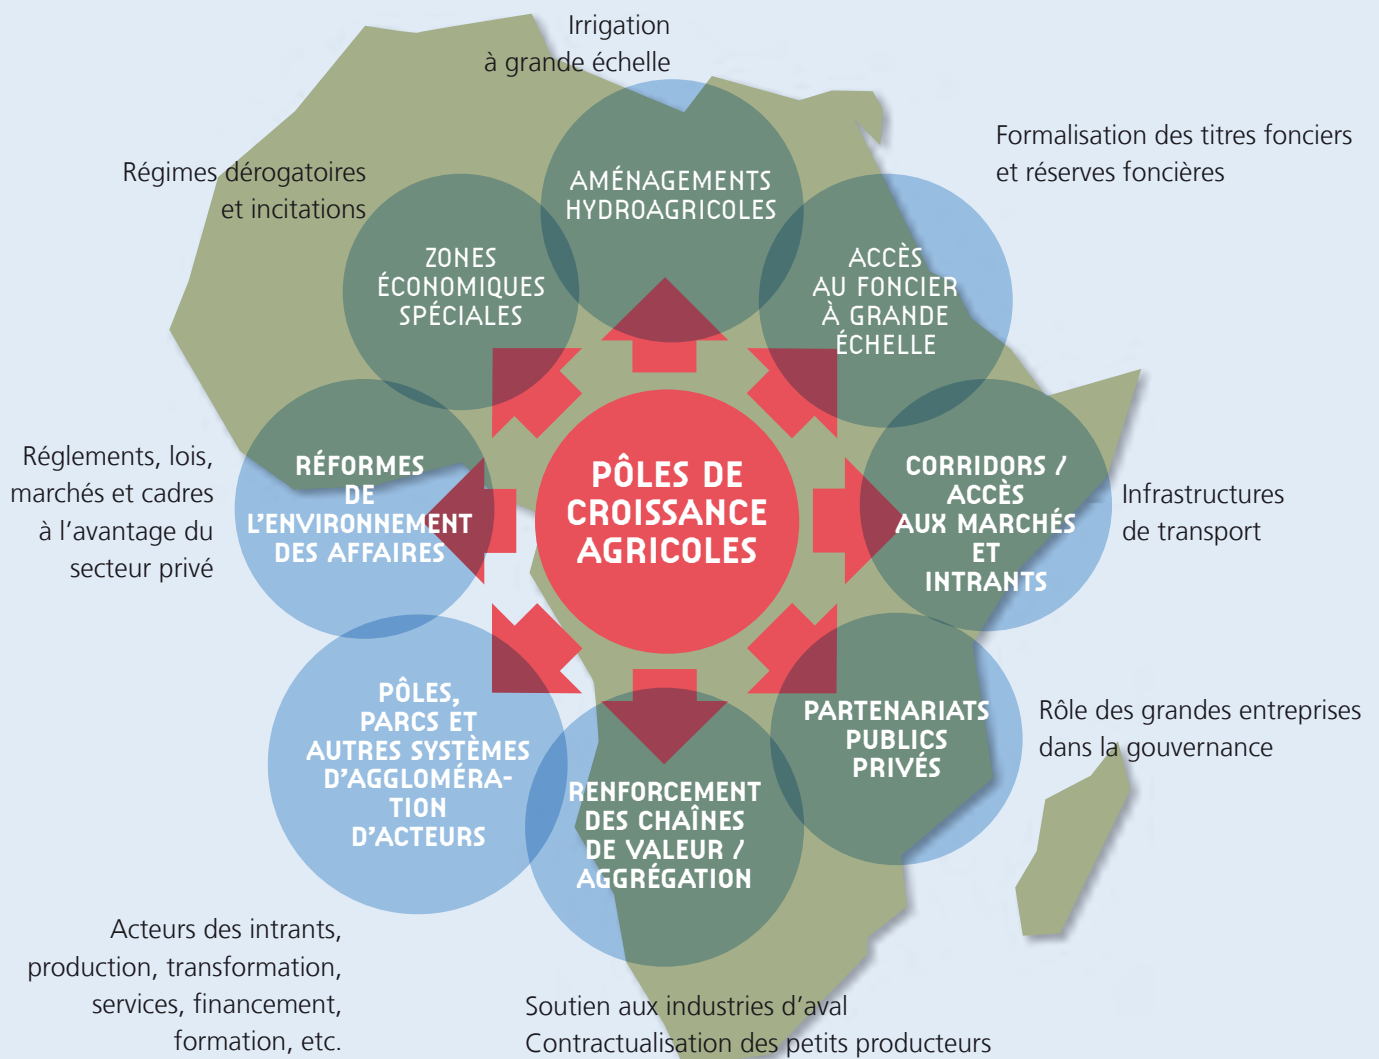 Irrigation
à grande échelle
AMÉNAGEMENTS
HYDROAGRICOLES
Formalisation des titres fonciers
et réserves foncières
ACCÈS
AU FONCIER
À GRANDE
ÉCHELLE
CORRIDORS /
ACCÈS
AUX MARCHÉS
ET
INTRANTS
Infrastructures
de transport
PARTENARIATS
PUBLICS
PRIVÉS
Rôle des grandes entreprises
dans la gouvernance
RENFORCEMENT
DES CHAÎNES
DE VALEUR /
AGGRÉGATION
Soutien aux industries d’aval
Contractualisation des petits producteurs
PÔLES,
PARCS ET
AUTRES SYSTÈMES
D’AGGLOMÉRA-
TION
D’ACTEURS
Acteurs des intrants,
production, transformation,
services, financement,
formation, etc.
RÉFORMES
DE
L’ENVIRONNEMENT
DES AFFAIRES
Réglements, lois,
marchés et cadres
à l’avantage du
secteur privé
ZONES
ÉCONOMIQUES
SPÉCIALES
Régimes dérogatoires
et incitations
PÔLES DE
CROISSANCE
AGRICOLES